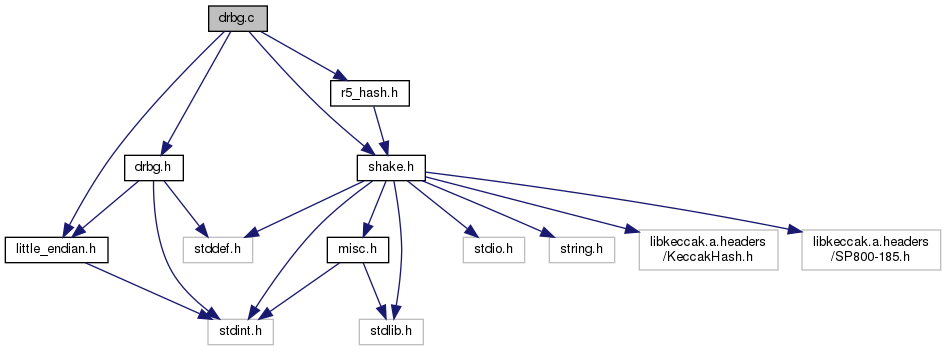 drbg.c
r5_hash.h
drbg.h
shake.h
little_endian.h
stddef.h
misc.h
stdio.h
string.h
libkeccak.a.headers
/KeccakHash.h
libkeccak.a.headers
/SP800-185.h
stdint.h
stdlib.h